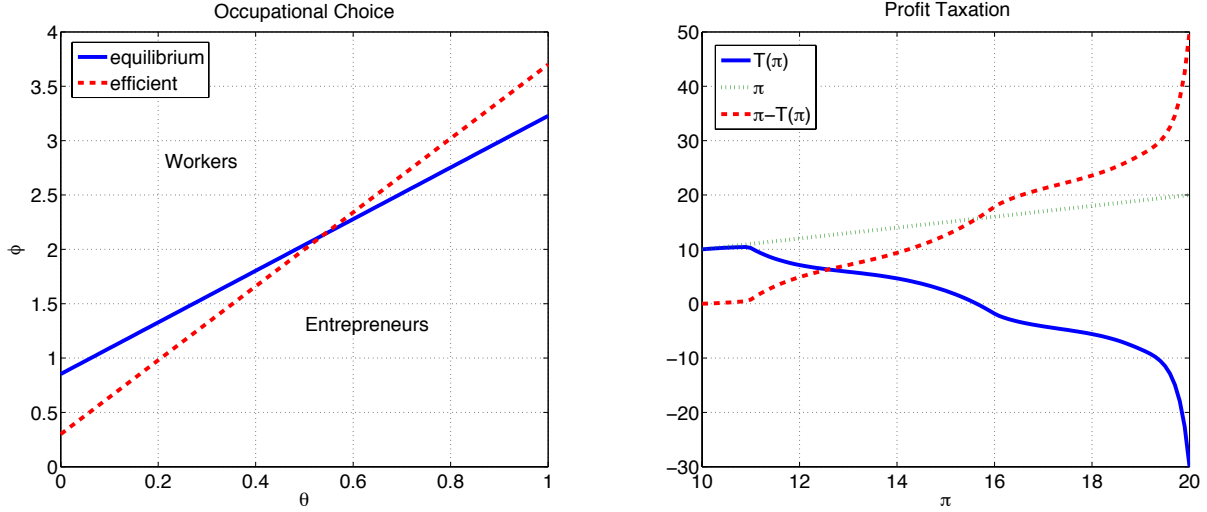 Occupational Choice
equilibrium
efficient
Workers
Entrepreneurs
4
3.5
3
2.5
2
1.5
1
0.5
0
ϕ
0
0.2
0.4
0.6
0.8
1
θ
Profit Taxation
T(π)
π
π−T(π)
50
40
30
20
10
0
−10
−20
−30
10
12
14
16
18
20
π